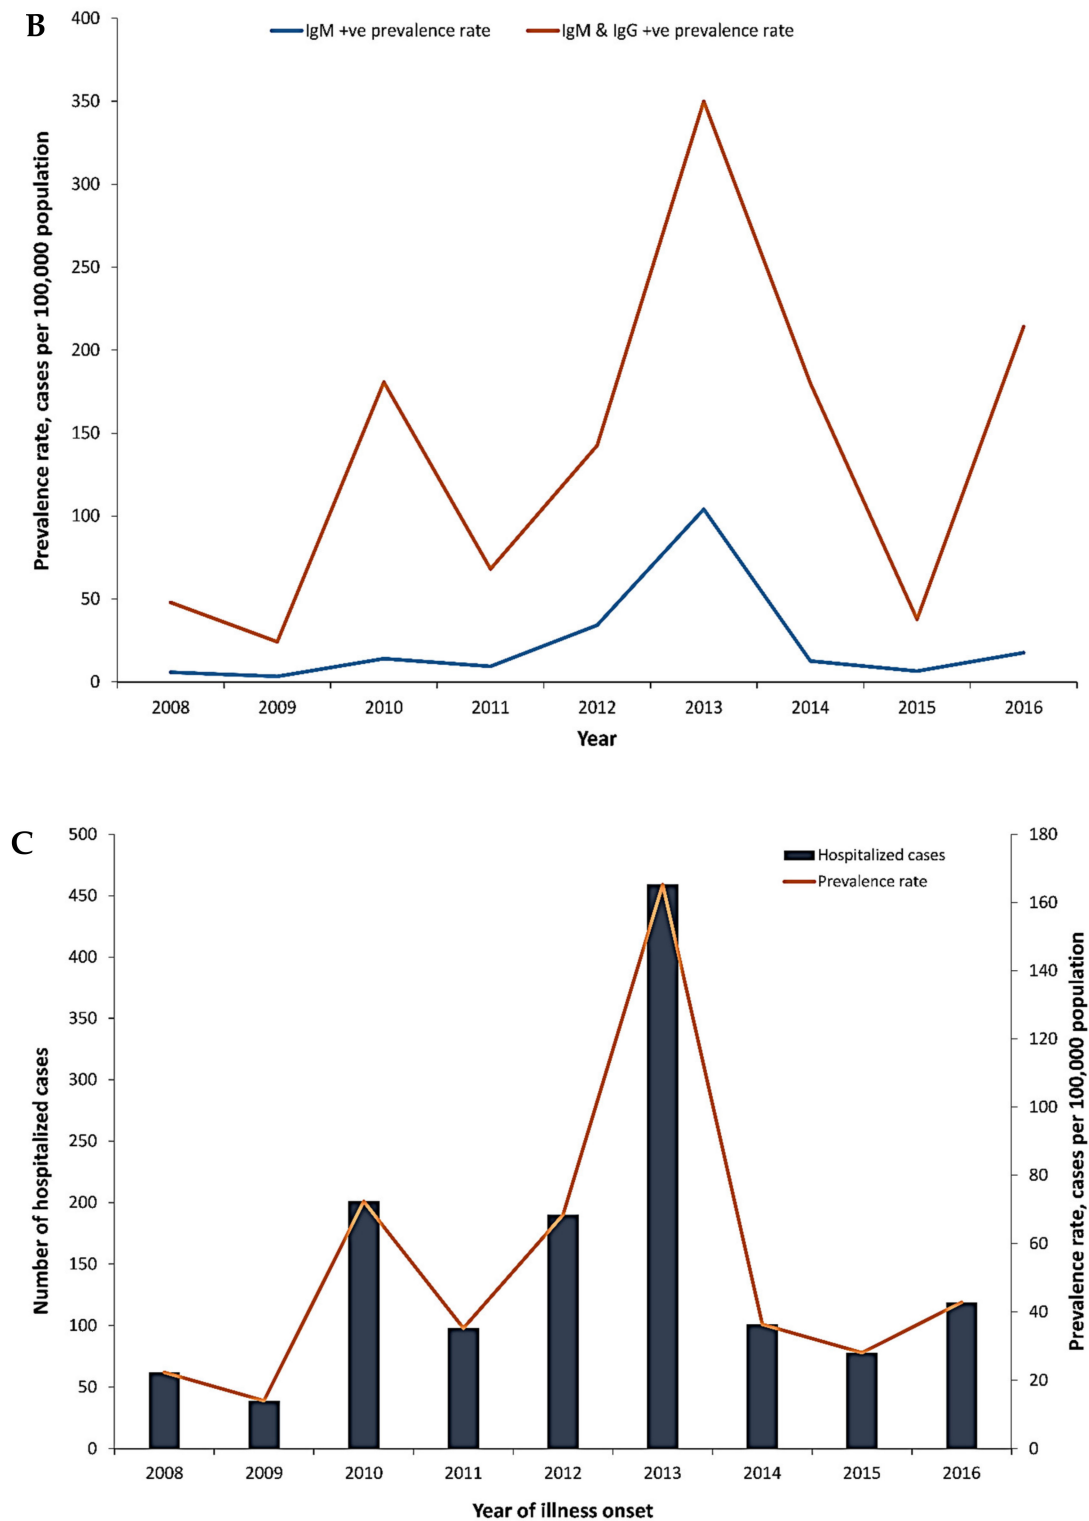 B
IgM +ve prevalence rate
IgM & IgG +ve prevalence rate
Prevalence rate, cases per 100,000 population
400
350
300
250
200
150
100
50
0
2008 2009 2010 2011 2012 2013 2014 2015 2016
Year
C
Hospitalized cases
Prevalence rate
Number of hospitalized cases
500
450
400
350
300
250
200
150
100
50
0
180
160
140
120
100
80
60
40
20
0
Prevalence rate, cases per 100,000 population
2008 2009 2010 2011 2012 2013 2014 2015 2016
Year of illness onset